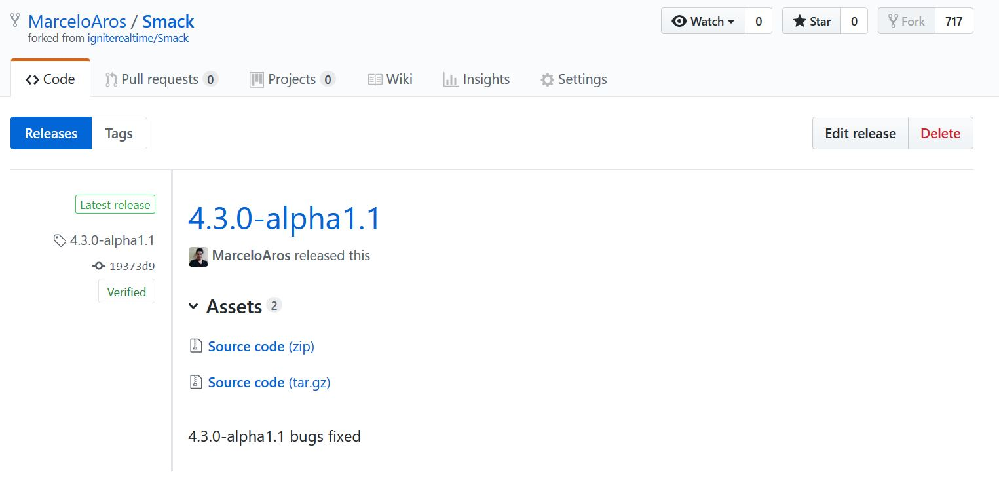 MarceloAros / Smack
forked from igniterealtime/Smack
Watch 0
Star 0
Fork 717
Code
Pull requests 0
Projects 0
Wiki
Insights
Settings
Releases
Tags
Edit release
Delete
Latest release
4.3.0-alpha1.1
19373d9
Verified
4.3.0-alpha1.1
MarceloAros released this
Assets 2
Source code (zip)
Source code (tar.gz)
4.3.0-alpha1.1 bugs fixed